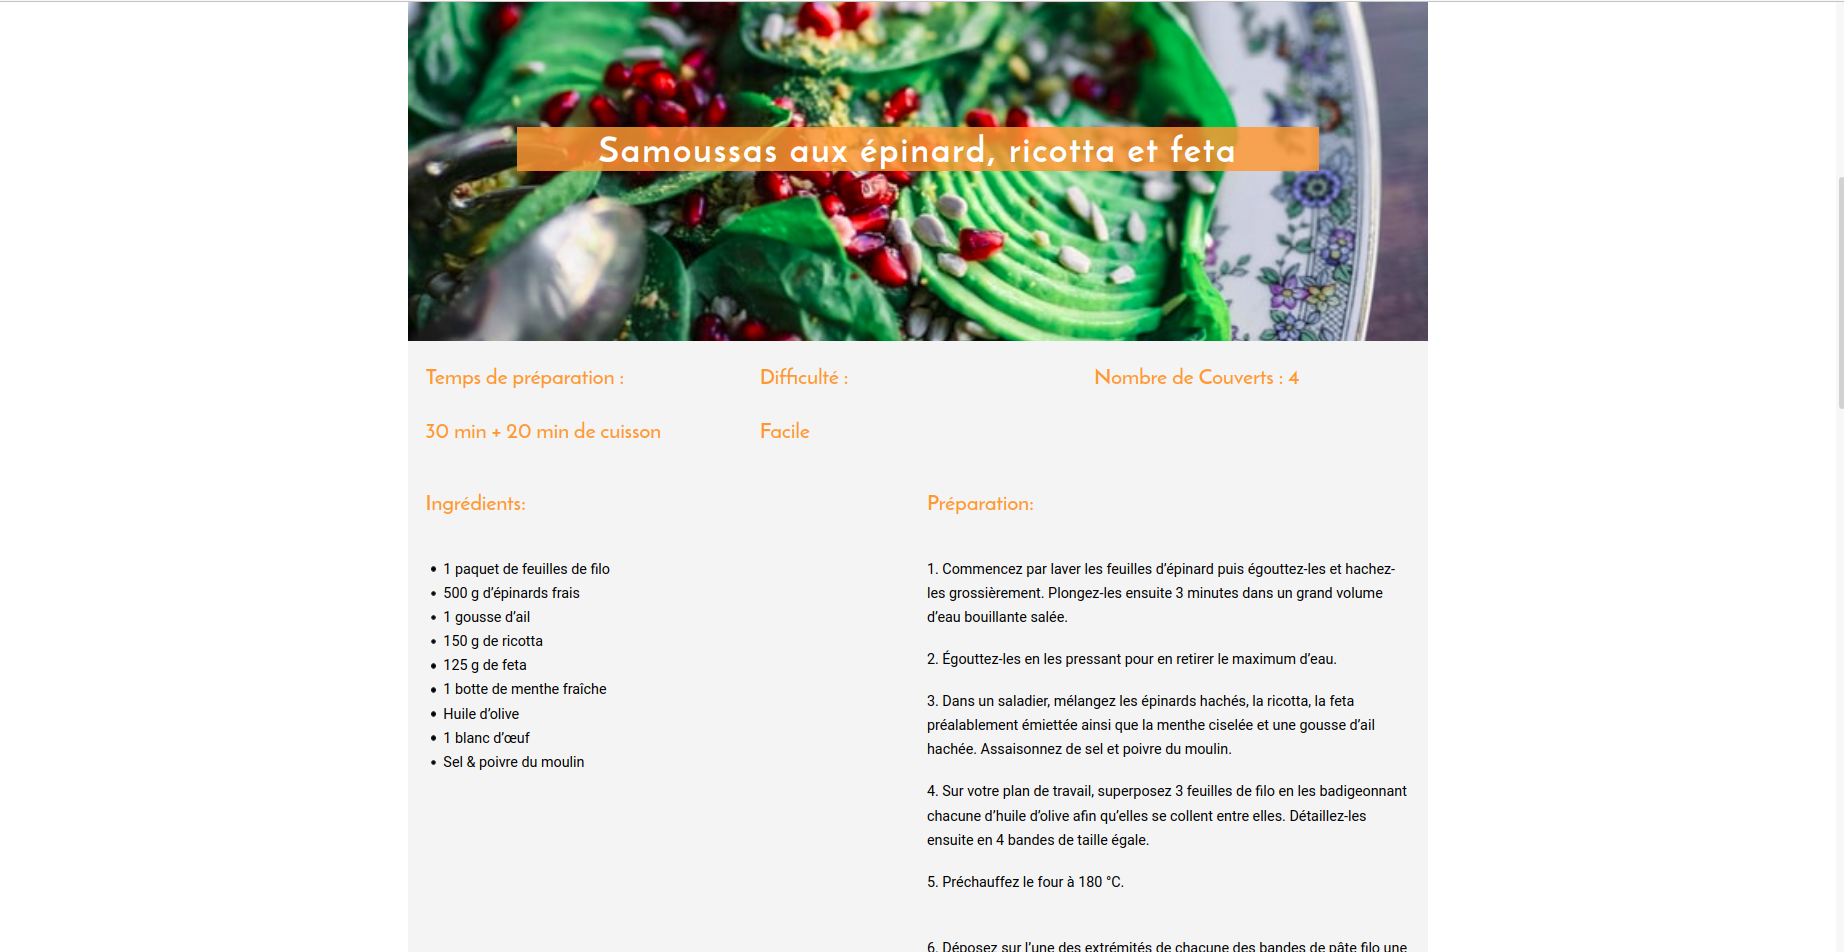 Samoussas aux épinard, ricotta et feta
Temps de préparation :
30 min + 20 min de cuisson
Difficulté :
Facile
Nombre de Couverts : 4
Ingrédients:
• 1 paquet de feuilles de filo
• 500 g d’épinards frais
• 1 gousse d’ail
• 150 g de ricotta
• 125 g de feta
• 1 botte de menthe fraîche
• Huile d’olive
• 1 blanc d’œuf
• Sel & poivre du moulin
Préparation:
1. Commencez par laver les feuilles d’épinard puis égouttez-les et hachez-
les grossièrement. Plongez-les ensuite 3 minutes dans un grand volume
d’eau bouillante salée.
2. Égouttez-les en les pressant pour en retirer le maximum d’eau.
3. Dans un saladier, mélangez les épinards hachés, la ricotta, la feta
préalablement émiettée ainsi que la menthe ciselée et une gousse d’ail
hachée. Assaisonnez de sel et poivre du moulin.
4. Sur votre plan de travail, superposez 3 feuilles de filo en les badigeonnant
chacune d’huile d’olive afin qu’elles se collent entre elles. Détaillez-les
ensuite en 4 bandes de taille égale.
5. Préchauffez le four à 180 °C.
6. Déposez sur l’une des extrémités de chacune des bandes de pâte filo une